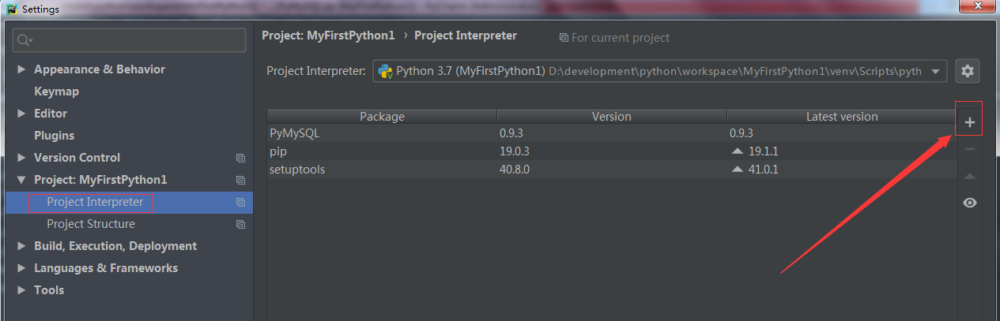 Settings
Project: MyFirstPython1 › Project Interpreter
For current project
Appearance & Behavior
Keymap
Editor
Plugins
Version Control
Project: MyFirstPython1
Project Interpreter
Project Structure
Build, Execution, Deployment
Languages & Frameworks
Tools
Project Interpreter: Python 3.7 (MyFirstPython1) D:\development\python\workspace\MyFirstPython1\venv\Scripts\pyth
Package Version Latest version
PyMySQL 0.9.3 0.9.3
pip 19.0.3 19.1.1
setuptools 40.8.0 41.0.1